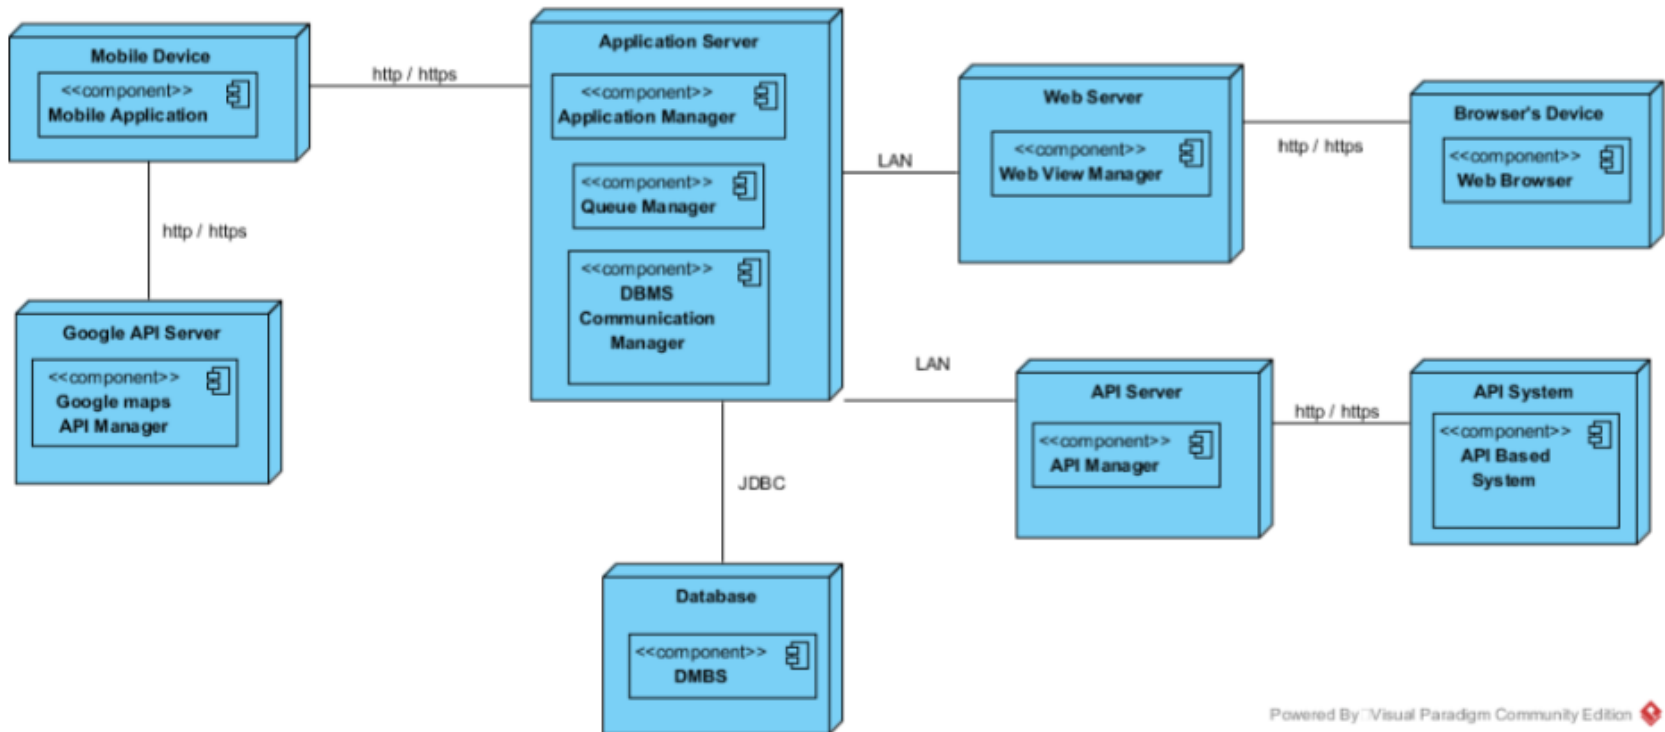 Mobile Device
<<component>>
Mobile Application
http / https
Application Server
<<component>>
Application Manager
<<component>>
Queue Manager
<<component>>
DBMS
Communication
Manager
LAN
Web Server
<<component>>
Web View Manager
http / https
Browser's Device
<<component>>
Web Browser
http / https
Google API Server
<<component>>
Google maps
API Manager
LAN
API Server
<<component>>
API Manager
http / https
API System
<<component>>
API Based
System
JDBC
Database
<<component>>
DMBS
Powered By Visual Paradigm Community Edition